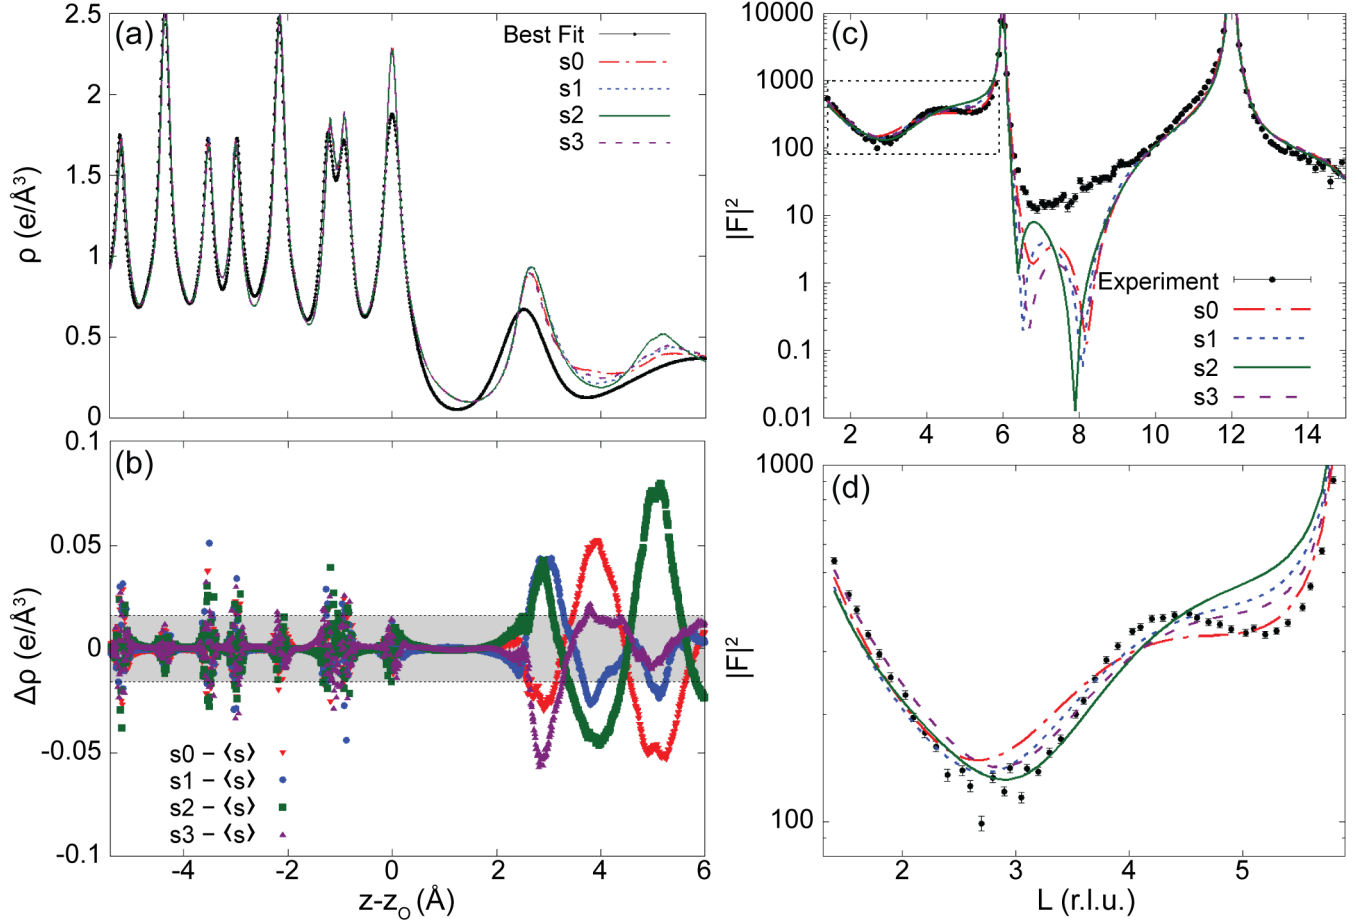 (a)
Best Fit
s0
s1
s2
s3
2.5
2
1.5
1
0.5
0
ρ (e/Å³)
(b)
0.1
0.05
0
-0.05
-0.1
Δρ (e/Å³)
s0 – ⟨s⟩
s1 – ⟨s⟩
s2 – ⟨s⟩
s3 – ⟨s⟩
-4
-2
0
2
4
6
z-z_O (Å)
(c)
10000
1000
100
10
1
0.1
0.01
|F|²
Experiment
s0
s1
s2
s3
2
4
6
8
10
12
14
(d)
1000
100
|F|²
2
3
4
5
L (r.l.u.)